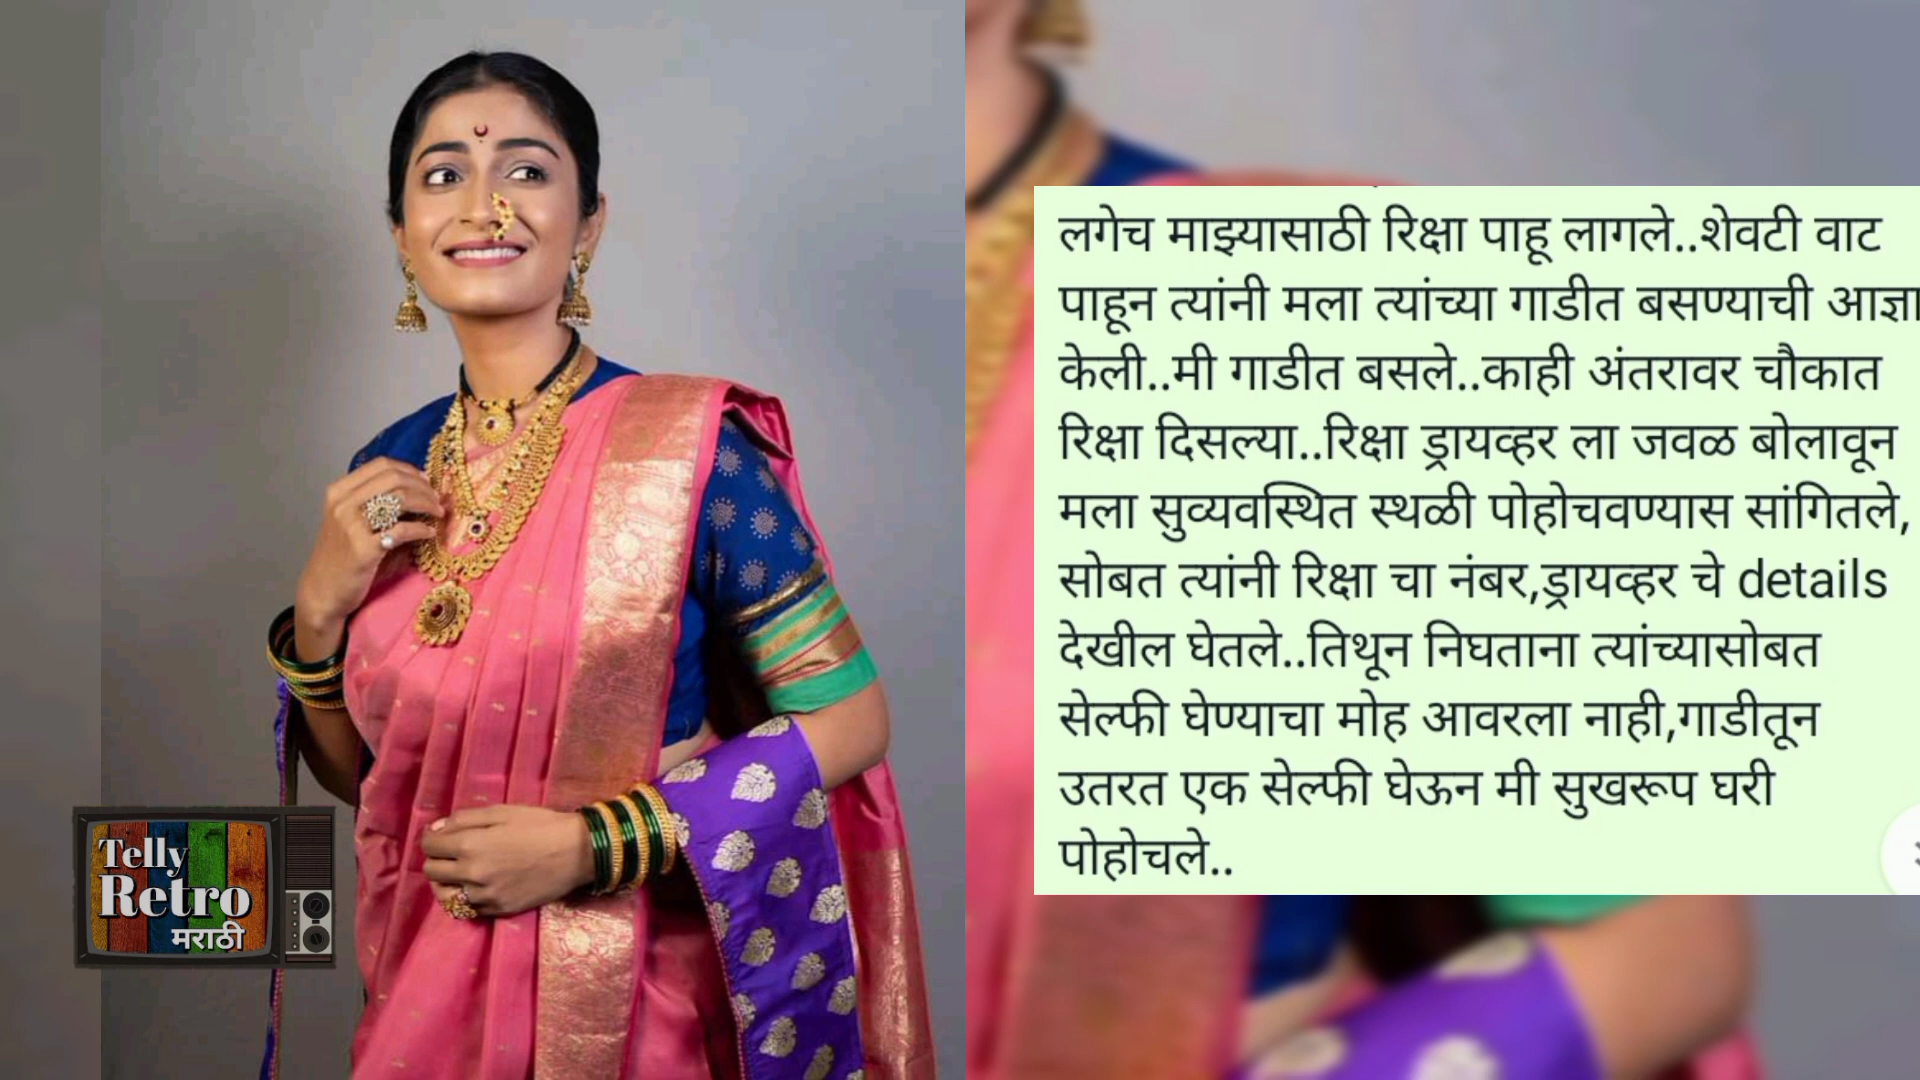 लगेच माझ्यासाठी रिक्षा पाहू लागले..शेवटी वाट
पाहून त्यांनी मला त्यांच्या गाडीत बसण्याची आज्ञा
केली..मी गाडीत बसले..काही अंतरावर चौकात
रिक्षा दिसल्या..रिक्षा ड्रायव्हर ला जवळ बोलावून
मला सुव्यवस्थित स्थळी पोहोचवण्यास सांगितले,
सोबत त्यांनी रिक्षा चा नंबर,ड्रायव्हर चे details
देखील घेतले..तिथून निघताना त्यांच्यासोबत
सेल्फी घेण्याचा मोह आवरला नाही,गाडीतून
उतरत एक सेल्फी घेऊन मी सुखरूप घरी
पोहोचले..
Telly
Retro
मराठी